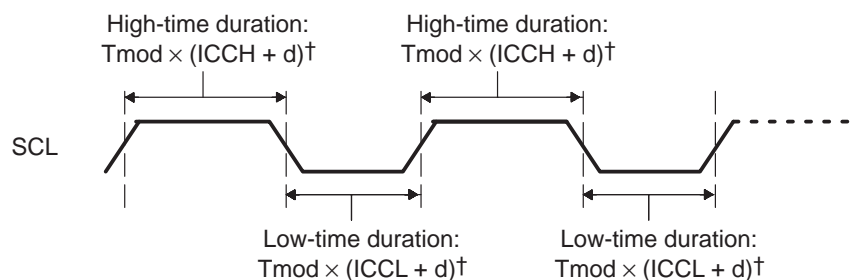 High-time duration:
Tmod × (ICCH + d)†
High-time duration:
Tmod × (ICCH + d)†
SCL
Low-time duration:
Tmod × (ICCL + d)†
Low-time duration:
Tmod × (ICCL + d)†